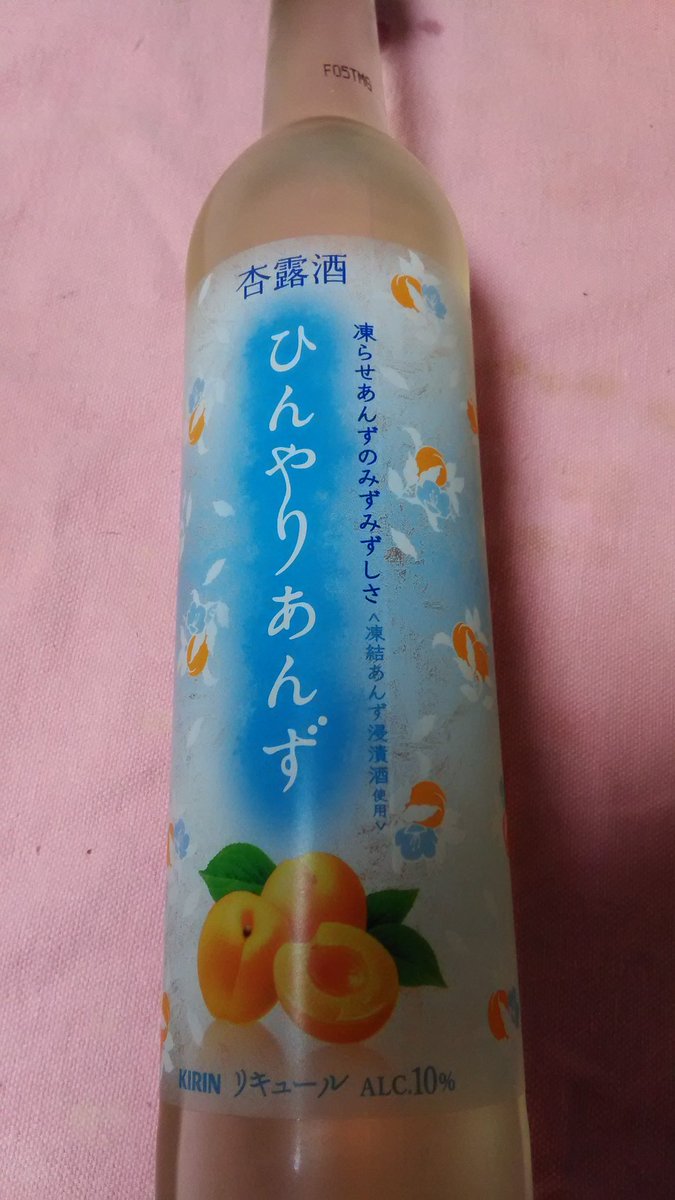 FO5TMG
杏露酒
凍らせあんずのみずみずしさ
<凍結あんず浸漬酒使用>
ひんやりあんず
KIRIN リキュール ALC.10%